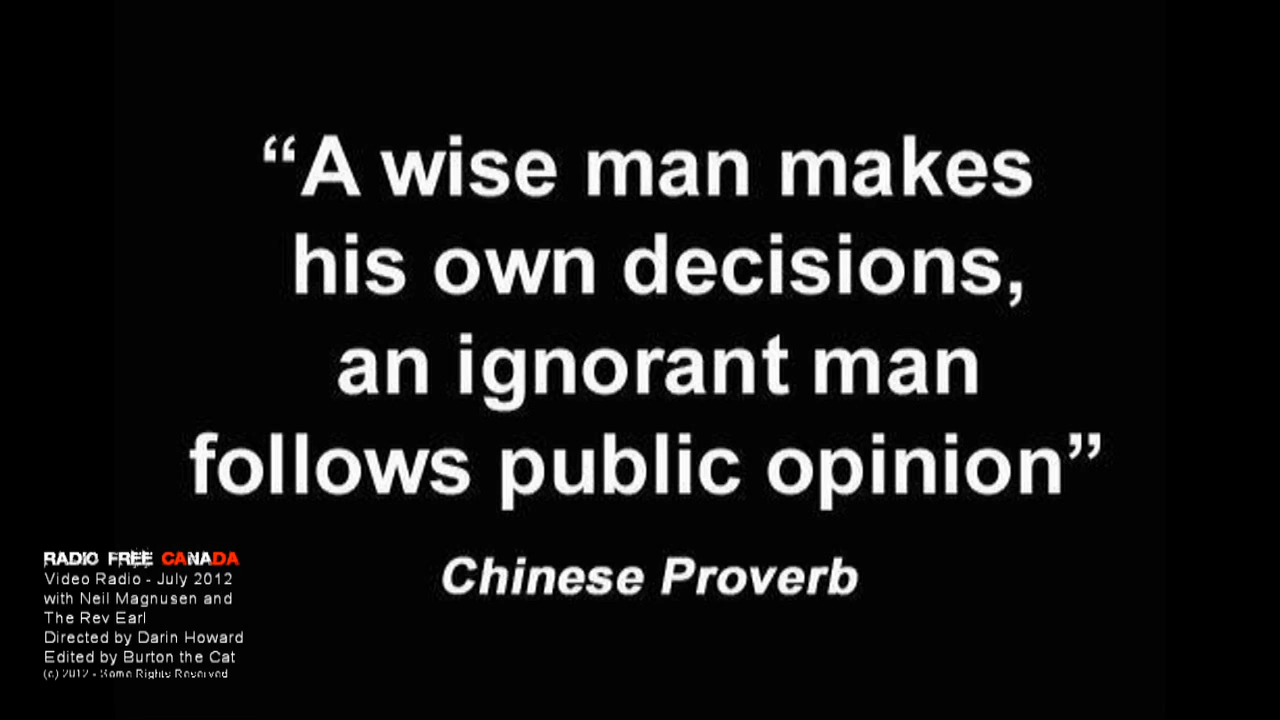 “A wise man makes
his own decisions,
an ignorant man
follows public opinion”
Chinese Proverb
RADIO FREE CANADA
Video Radio - July 2012
with Neil Magnusen and
The Rev Earl
Directed by Darin Howard
Edited by Burton the Cat
(c) 2012 - Some Rights Reserved